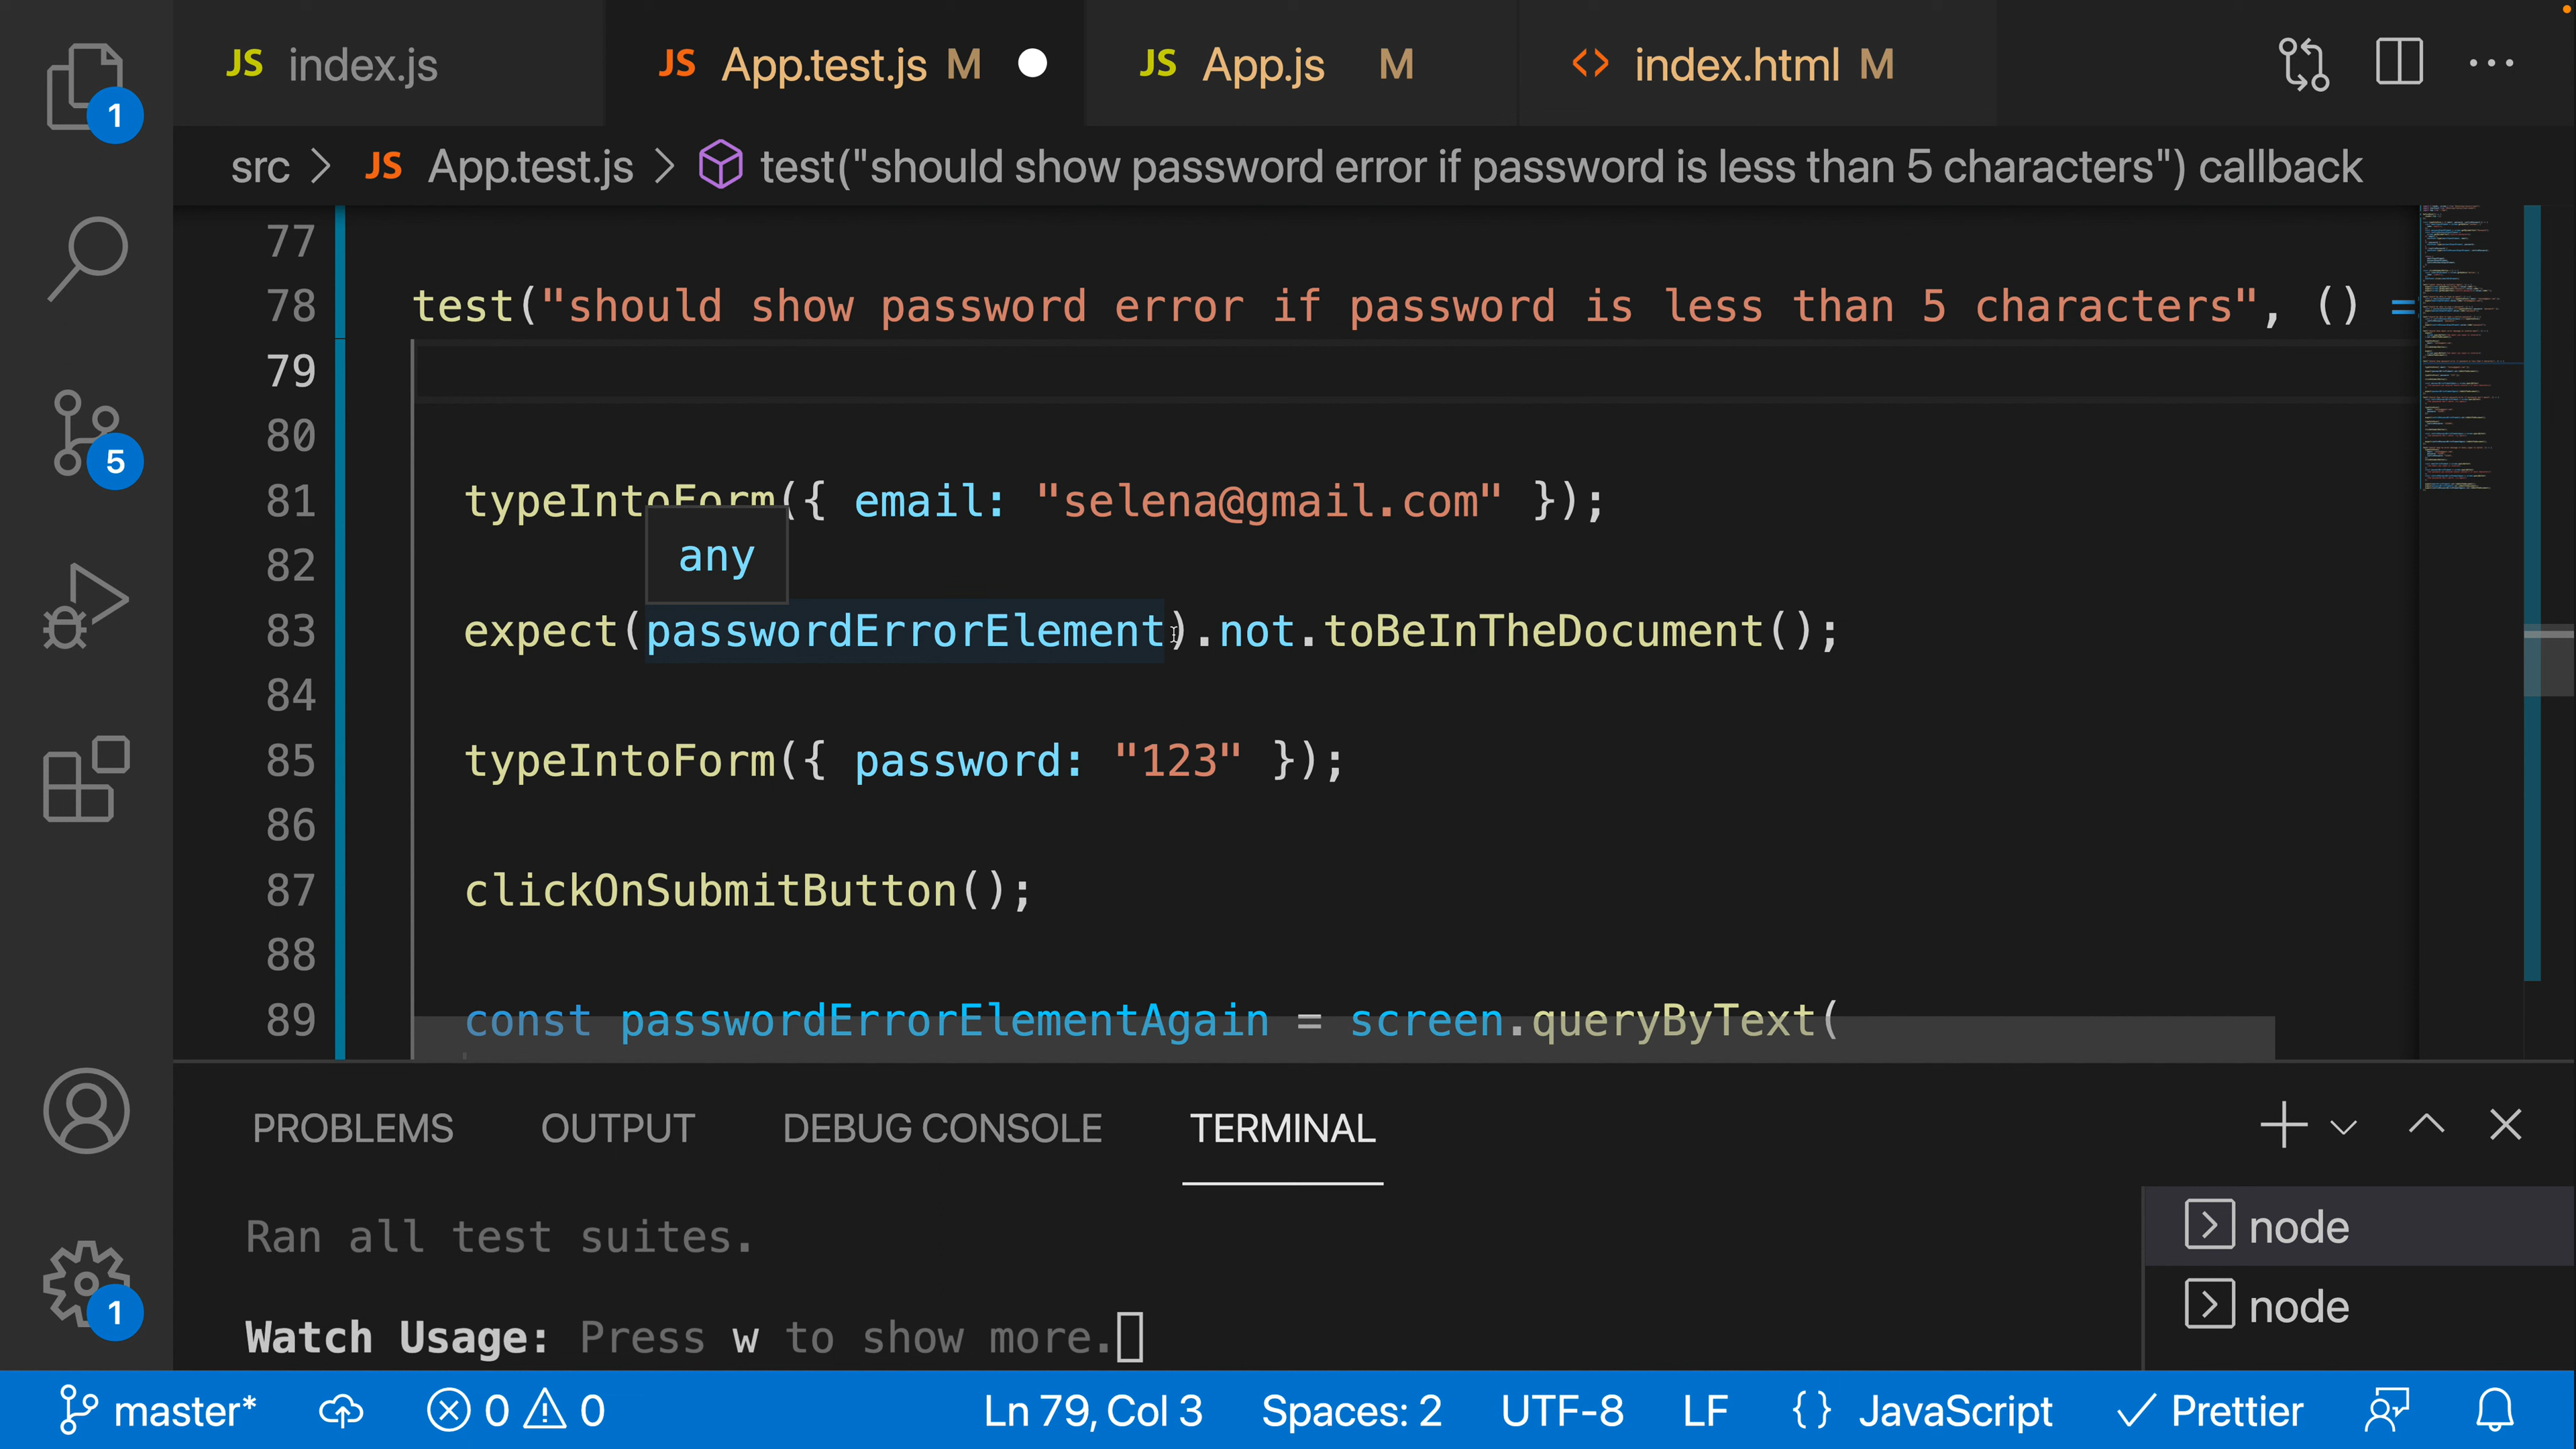 JS index.js
JS App.test.js M
JS App.js M
<> index.html M
1
src > JS App.test.js > test("should show password error if password is less than 5 characters") callback
77
78 test("should show password error if password is less than 5 characters", () =
79
80
81 typeIntoForm({ email: "selena@gmail.com" });
any
82
83 expect(passwordErrorElement).not.toBeInTheDocument();
84
85 typeIntoForm({ password: "123" });
86
87 clickOnSubmitButton();
88
89 const passwordErrorElementAgain = screen.queryByText(
5
1
PROBLEMS OUTPUT DEBUG CONSOLE TERMINAL
Ran all test suites.
Watch Usage: Press w to show more.
node
node
master* 0 0 Ln 79, Col 3 Spaces: 2 UTF-8 LF {} JavaScript Prettier